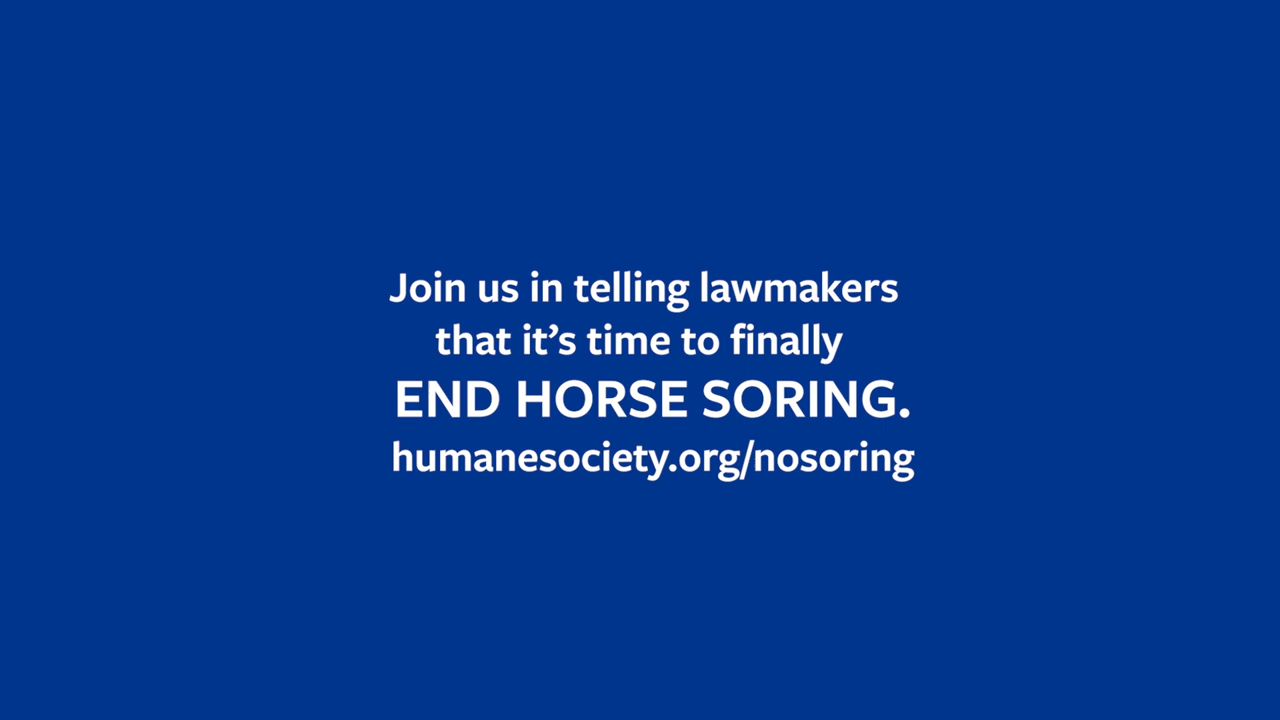 Join us in telling lawmakers
that it’s time to finally
END HORSE SORING.
humanesociety.org/nosoring